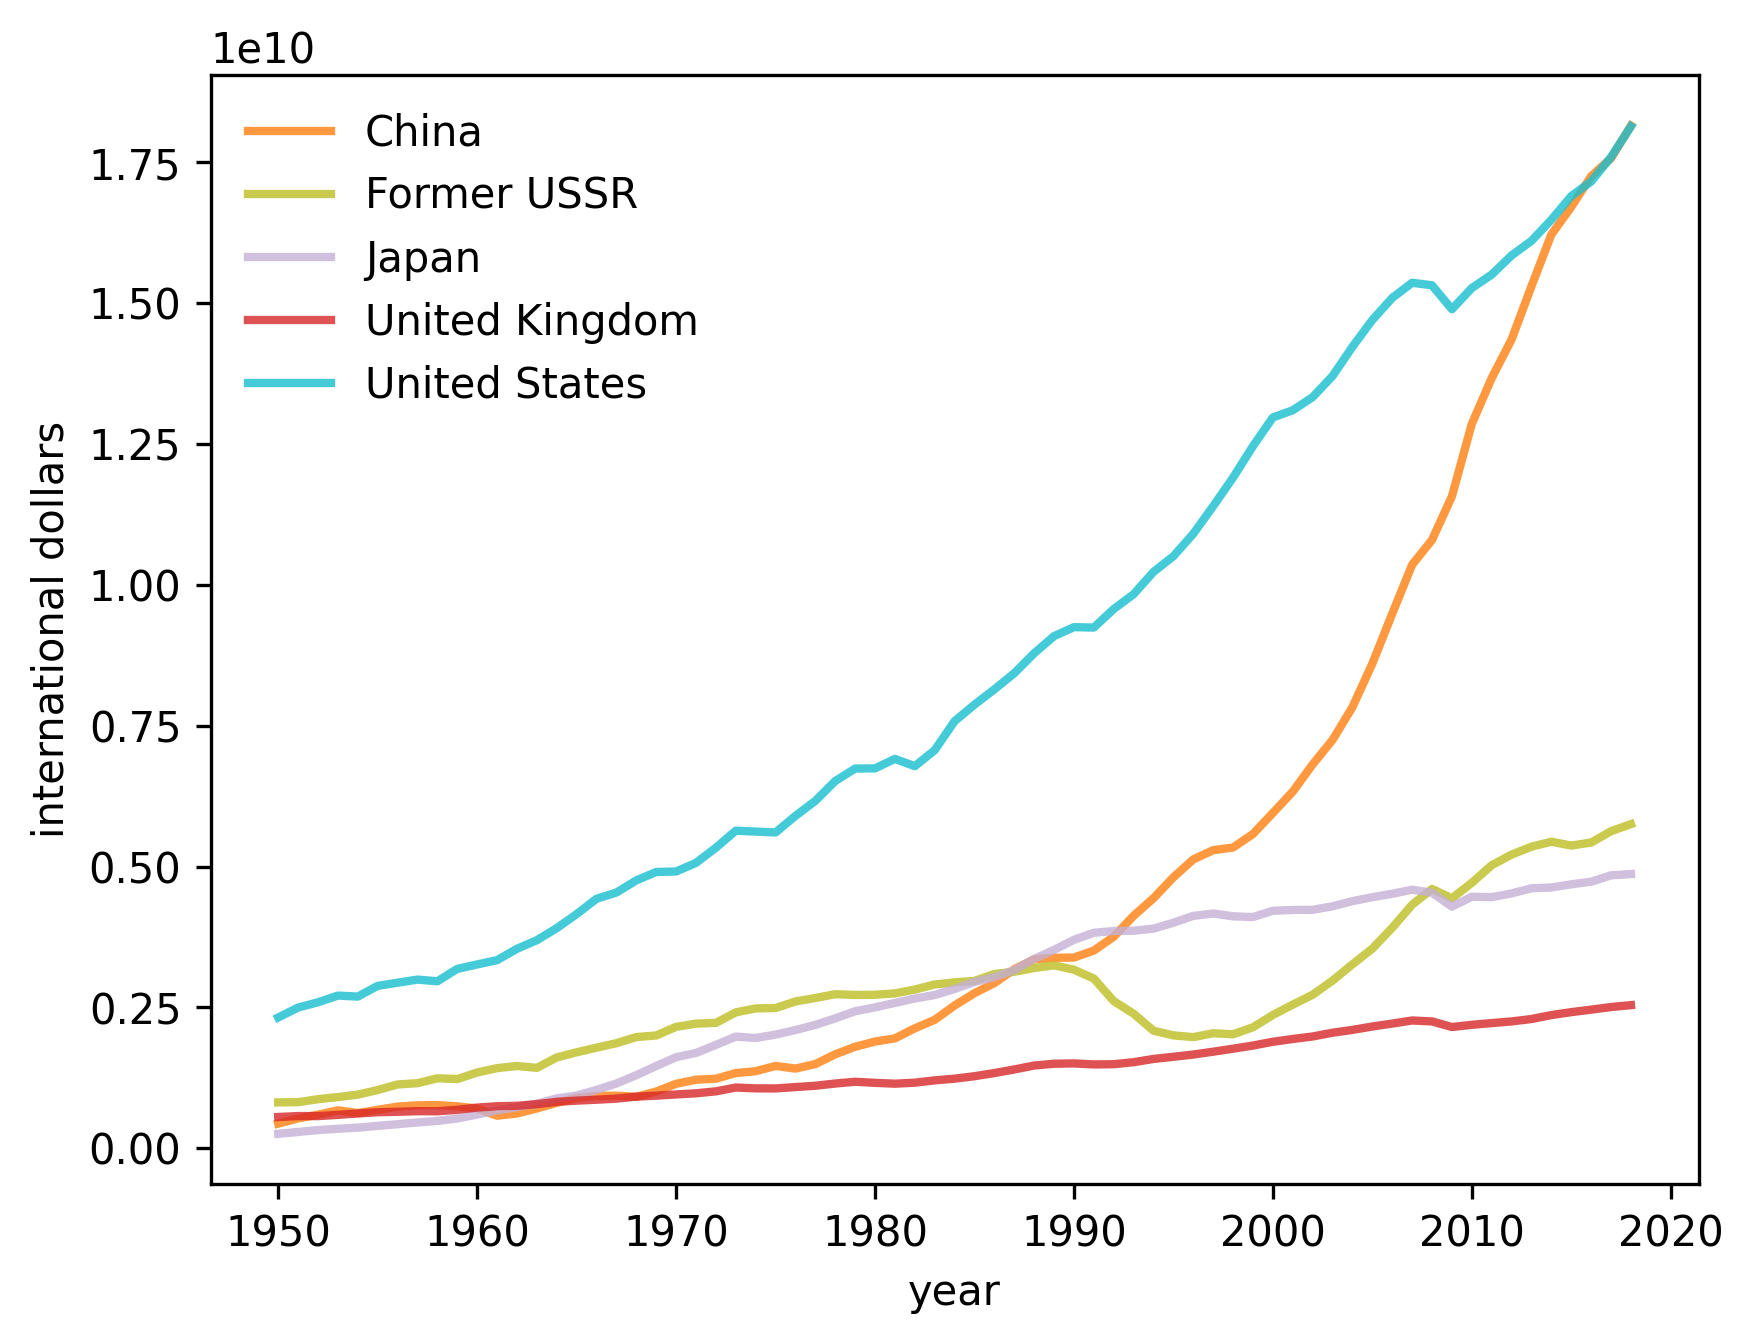 1e10
China
Former USSR
Japan
United Kingdom
United States
1.75
1.50
1.25
1.00
0.75
0.50
0.25
0.00
international dollars
1950 1960 1970 1980 1990 2000 2010 2020
year